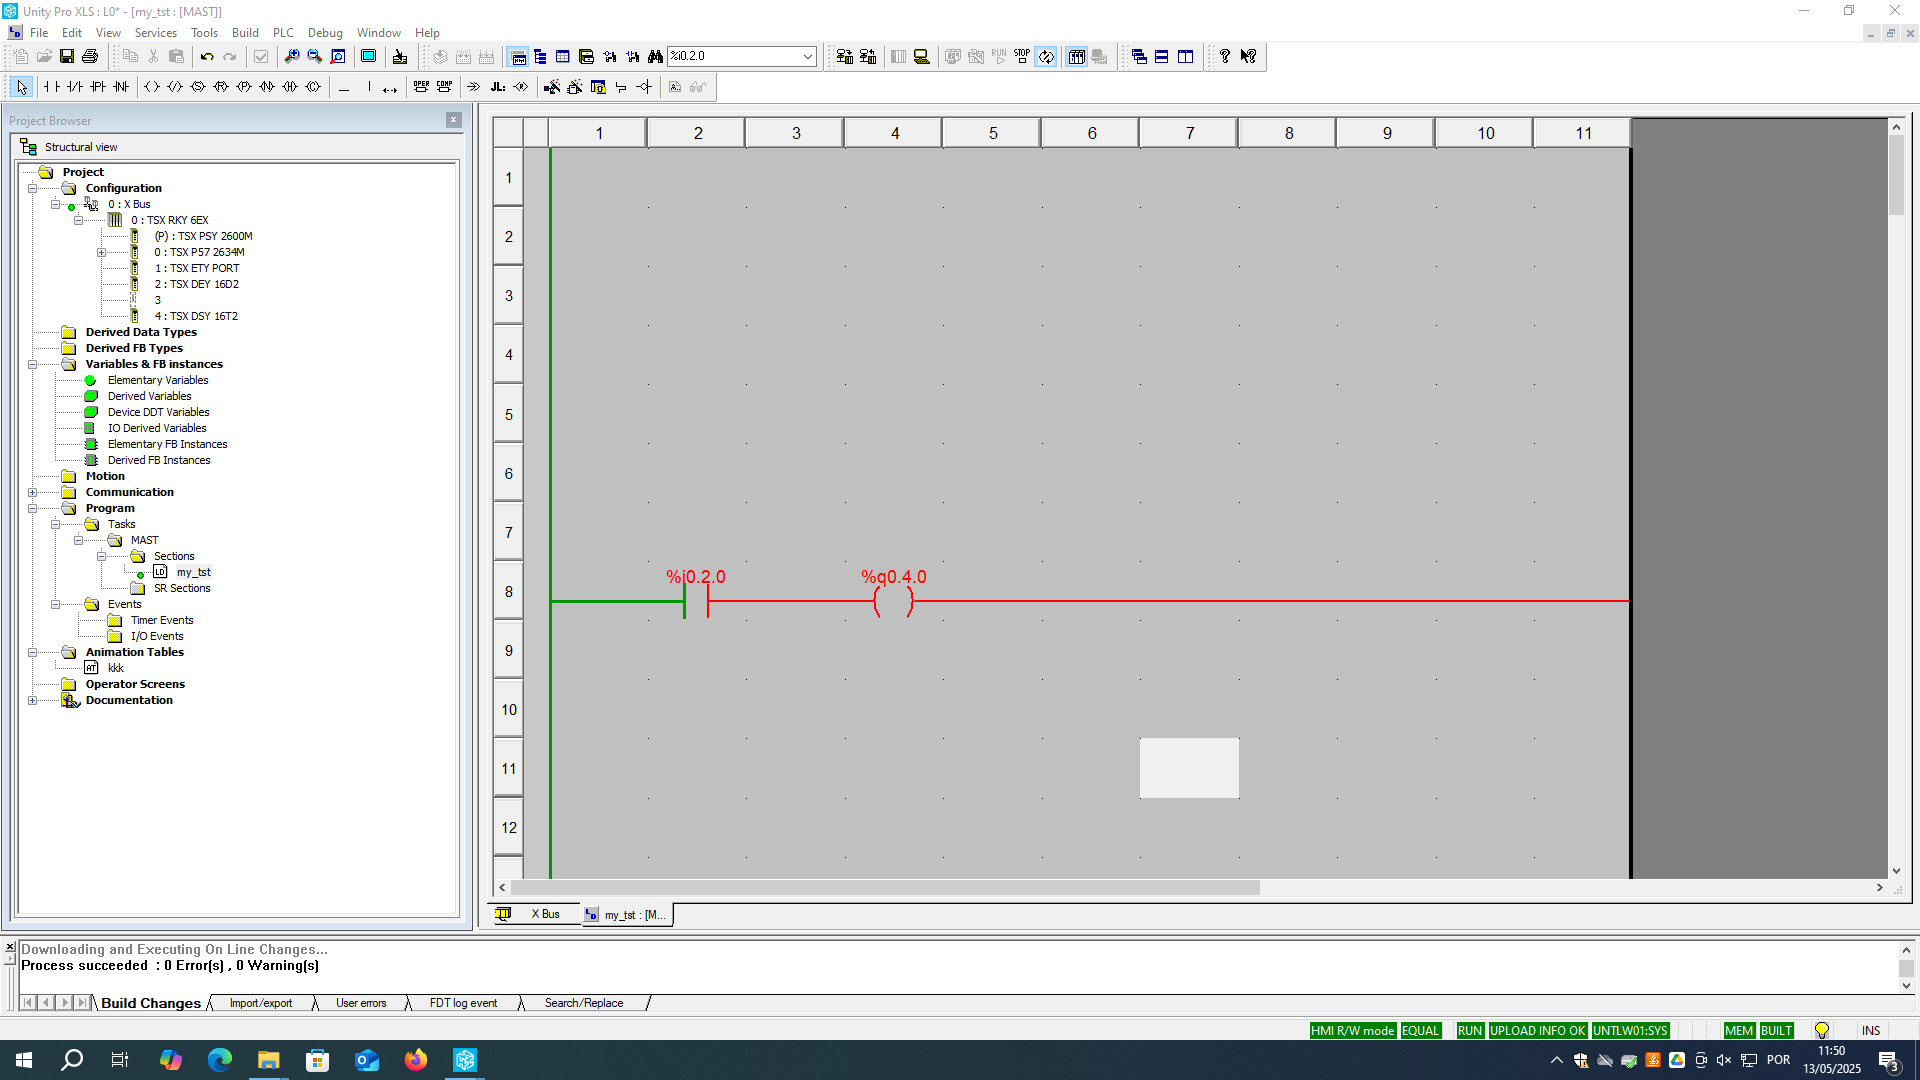 Unity Pro XLS : L0* - [my_tst : [MAST]]
File Edit View Services Tools Build PLC Debug Window Help
%i0.2.0
RUN STOP
OPER COMP
Project Browser
Structural view
Project
Configuration
0 : X Bus
0 : TSX RKY 6EX
(P) : TSX PSY 2600M
0 : TSX P57 2634M
1 : TSX ETY PORT
2 : TSX DEY 16D2
3
4 : TSX DSY 16T2
Derived Data Types
Derived FB Types
Variables & FB instances
Elementary Variables
Derived Variables
Device DDT Variables
IO Derived Variables
Elementary FB Instances
Derived FB Instances
Motion
Communication
Program
Tasks
MAST
Sections
my_tst
SR Sections
Events
Timer Events
I/O Events
Animation Tables
kkk
Operator Screens
Documentation
1 2 3 4 5 6 7 8 9 10 11
1
2
3
4
5
6
7
%i0.2.0 %q0.4.0
8
9
10
11
12
X Bus my_tst : [M...
Downloading and Executing On Line Changes...
Process succeeded : 0 Error(s) , 0 Warning(s)
Build Changes Import/export User errors FDT log event Search/Replace
HMI R/W mode EQUAL RUN UPLOAD INFO OK UNTLW01:SYS MEM BUILT INS
POR
11:50
13/05/2025
3